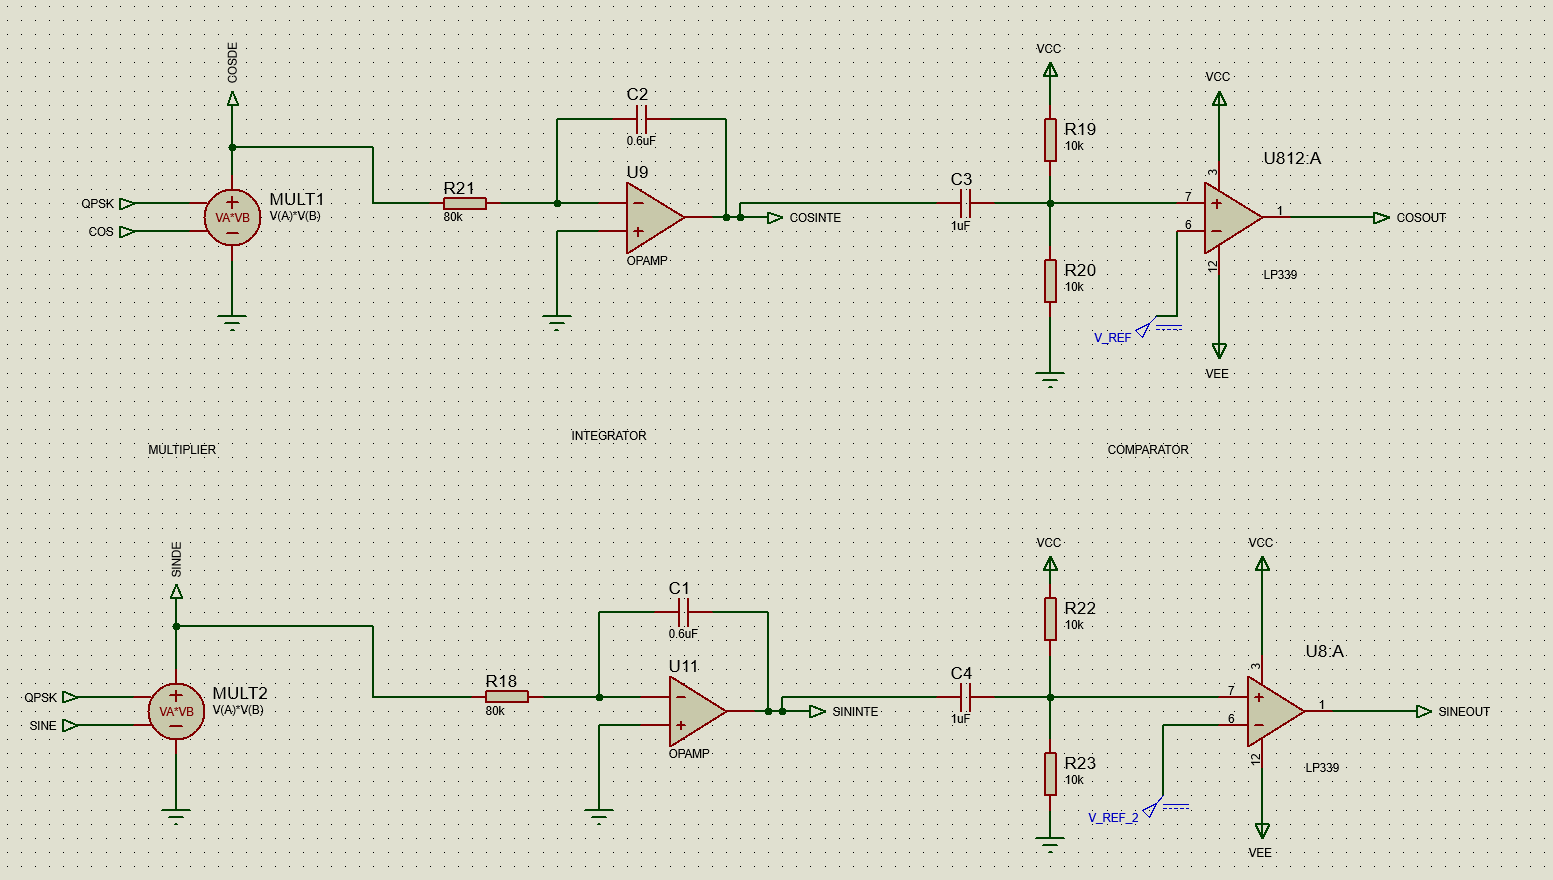 COSDE
QPSK
COS
+
VA*VB
−
MULT1
V(A)*V(B)
R21
80k
C2
0.6uF
U9
−
+
OPAMP
COSINTE
C3
1uF
VCC
R19
10k
R20
10k
VCC
U812:A
3
7
+
6
−
1
12
LP339
COSOUT
V_REF
VEE
MULTIPLIER
INTEGRATOR
COMPARATOR
SINDE
QPSK
SINE
+
VA*VB
−
MULT2
V(A)*V(B)
R18
80k
C1
0.6uF
U11
−
+
OPAMP
SININTE
C4
1uF
VCC
R22
10k
R23
10k
VCC
U8:A
3
7
+
6
−
1
12
LP339
SINEOUT
V_REF_2
VEE